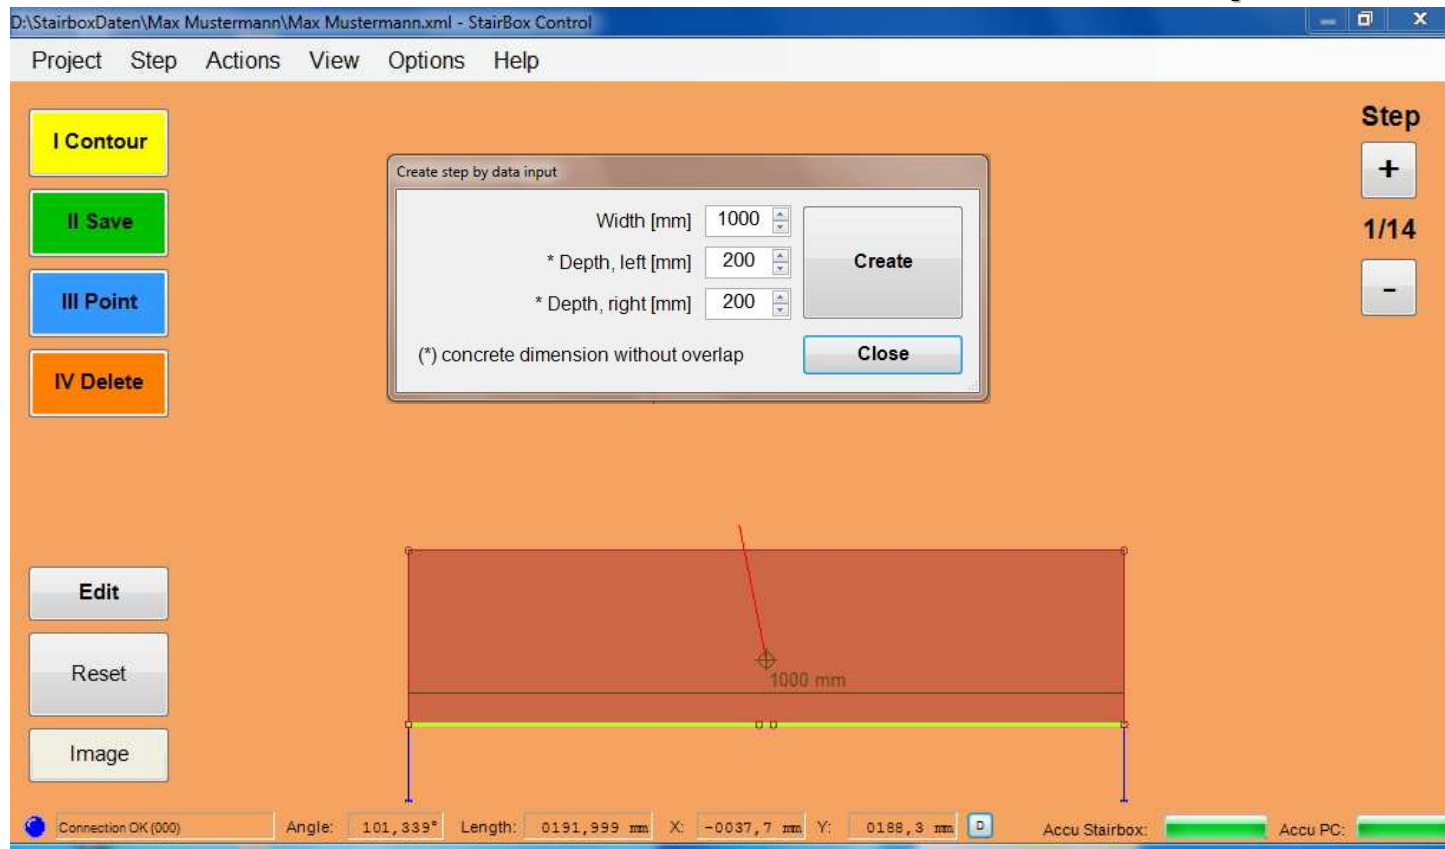 D:\StairboxDaten\Max Mustermann\Max Mustermann.xml - StairBox Control
Project Step Actions View Options Help
I Contour
II Save
III Point
IV Delete
Edit
Reset
Image
Create step by data input
Width [mm] 1000
* Depth, left [mm] 200
* Depth, right [mm] 200
Create
(*) concrete dimension without overlap
Close
Step
+
1/14
-
1000 mm
Connection OK (000) Angle: 101,339° Length: 0191,999 mm X: -0037,7 mm Y: 0188,3 mm D Accu Stairbox: Accu PC: